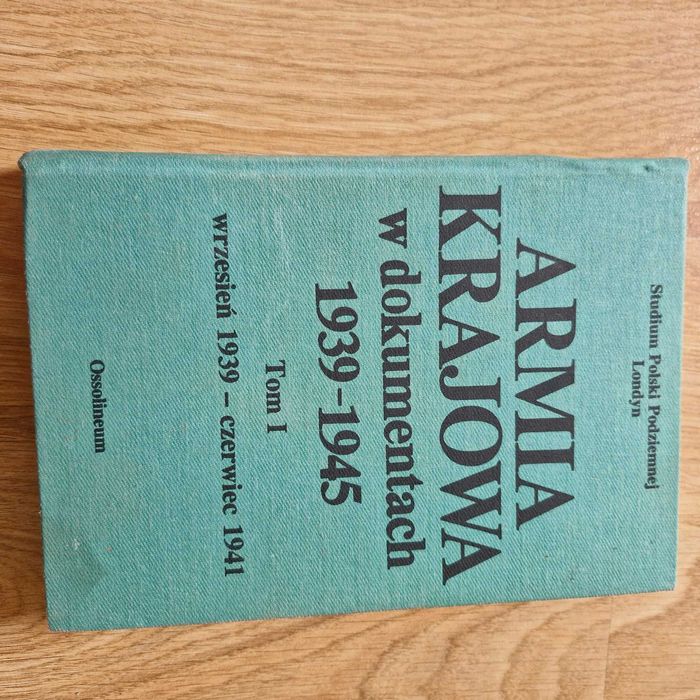 Studium Polski Podziemnej
Londyn
ARMIA
KRAJOWA
w dokumentach
1939-1945
Tom I
wrzesień 1939 – czerwiec 1941
Ossolineum